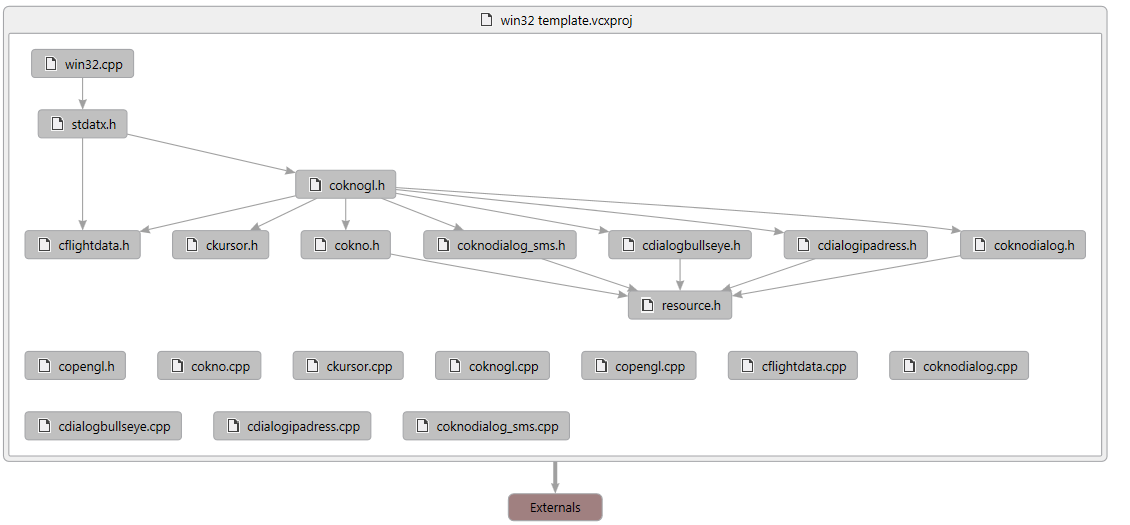 win32 template.vcxproj
win32.cpp
stdatx.h
coknogl.h
cflightdata.h
ckursor.h
cokno.h
coknodialog_sms.h
cdialogbullseye.h
cdialogipadress.h
coknodialog.h
resource.h
copengl.h
cokno.cpp
ckursor.cpp
coknogl.cpp
copengl.cpp
cflightdata.cpp
coknodialog.cpp
cdialogbullseye.cpp
cdialogipadress.cpp
coknodialog_sms.cpp
Externals